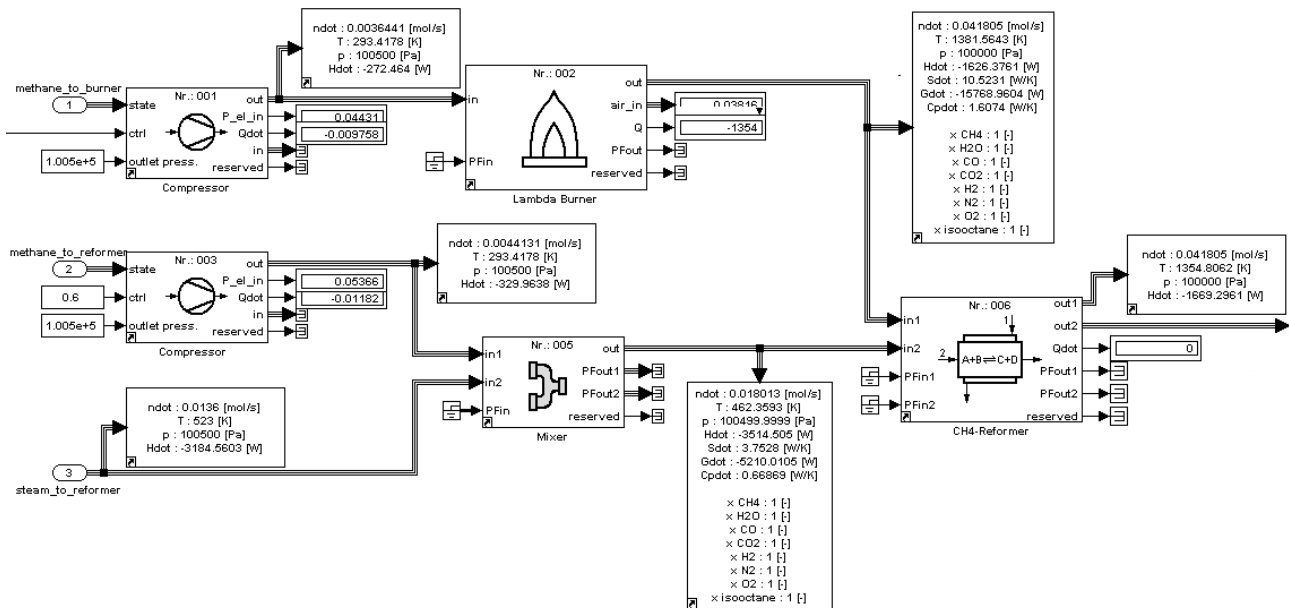 ndot : 0.0036441 [mol/s]
T : 293.4178 [K]
p : 100500 [Pa]
Hdot : -272.464 [W]
methane_to_burner
1
state
ctrl
1.005e+5
outlet press.
Nr.: 001
out
P_el_in
Qdot
in
reserved
Compressor
0.04431
-0.009758
Nr.: 002
in
PFin
out
air_in
Q
PFout
reserved
Lambda Burner
0.03816
-1354
ndot : 0.041805 [mol/s]
T : 1381.5643 [K]
p : 100000 [Pa]
Hdot : -1626.3761 [W]
Sdot : 10.5231 [W/K]
Gdot : -15768.9604 [W]
Cpdot : 1.6074 [W/K]
x CH4 : 1 [-]
x H2O : 1 [-]
x CO : 1 [-]
x CO2 : 1 [-]
x H2 : 1 [-]
x N2 : 1 [-]
x O2 : 1 [-]
x isooctane : 1 [-]
methane_to_reformer
2
state
0.6
ctrl
1.005e+5
outlet press.
Nr.: 003
out
P_el_in
Qdot
in
reserved
Compressor
0.05366
-0.01182
ndot : 0.0044131 [mol/s]
T : 293.4178 [K]
p : 100500 [Pa]
Hdot : -329.9638 [W]
ndot : 0.0136 [mol/s]
T : 523 [K]
p : 100500 [Pa]
Hdot : -3184.5603 [W]
3
steam_to_reformer
Nr.: 005
in1
in2
PFin
out
PFout1
PFout2
reserved
Mixer
ndot : 0.018013 [mol/s]
T : 462.3593 [K]
p : 100499.9999 [Pa]
Hdot : -3514.505 [W]
Sdot : 3.7528 [W/K]
Gdot : -5210.0105 [W]
Cpdot : 0.66869 [W/K]
x CH4 : 1 [-]
x H2O : 1 [-]
x CO : 1 [-]
x CO2 : 1 [-]
x H2 : 1 [-]
x N2 : 1 [-]
x O2 : 1 [-]
x isooctane : 1 [-]
Nr.: 006
in1
in2
PFin1
PFin2
1
2
A+B⇌C+D
out1
out2
Qdot
PFout1
PFout2
reserved
CH4-Reformer
0
ndot : 0.041805 [mol/s]
T : 1354.8062 [K]
p : 100000 [Pa]
Hdot : -1669.2961 [W]